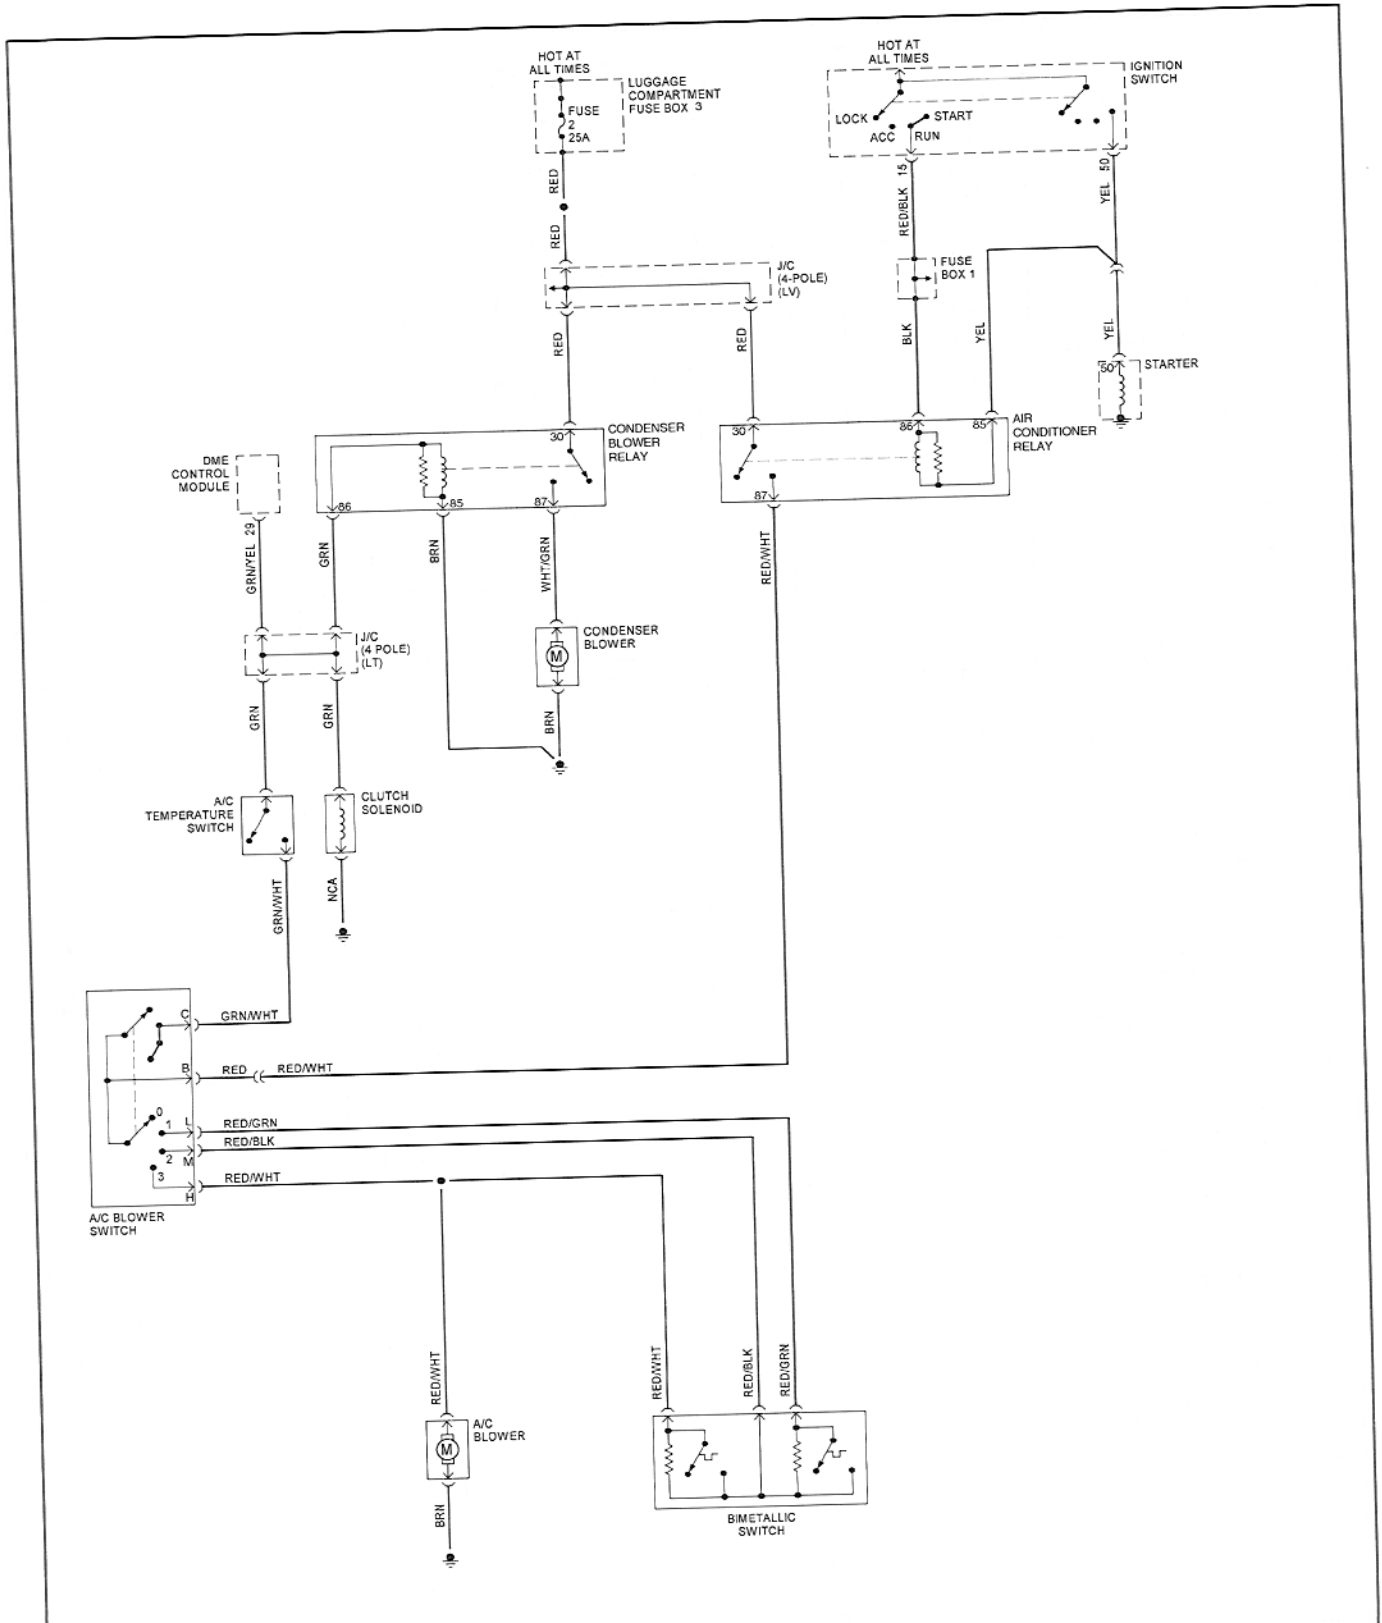 HOT AT
ALL TIMES
LUGGAGE
COMPARTMENT
FUSE BOX 3
FUSE
2
25A
HOT AT
ALL TIMES
IGNITION
SWITCH
LOCK
ACC
RUN
START
15
50
RED
RED
RED/BLK
YEL
J/C
(4-POLE)
(LV)
FUSE
BOX 1
RED
RED
BLK
YEL
YEL
50
STARTER
CONDENSER
BLOWER
RELAY
30
86
85
87
AIR
CONDITIONER
RELAY
30
86
85
87
DME
CONTROL
MODULE
29
GRN/YEL
GRN
BRN
WHT/GRN
RED/WHT
J/C
(4 POLE)
(LT)
CONDENSER
BLOWER
M
GRN
GRN
BRN
A/C
TEMPERATURE
SWITCH
CLUTCH
SOLENOID
GRN/WHT
NCA
C
GRN/WHT
B
RED
RED/WHT
0
1
L
RED/GRN
2
M
RED/BLK
3
H
RED/WHT
A/C BLOWER
SWITCH
RED/WHT
RED/WHT
RED/BLK
RED/GRN
A/C
BLOWER
M
BRN
BIMETALLIC
SWITCH